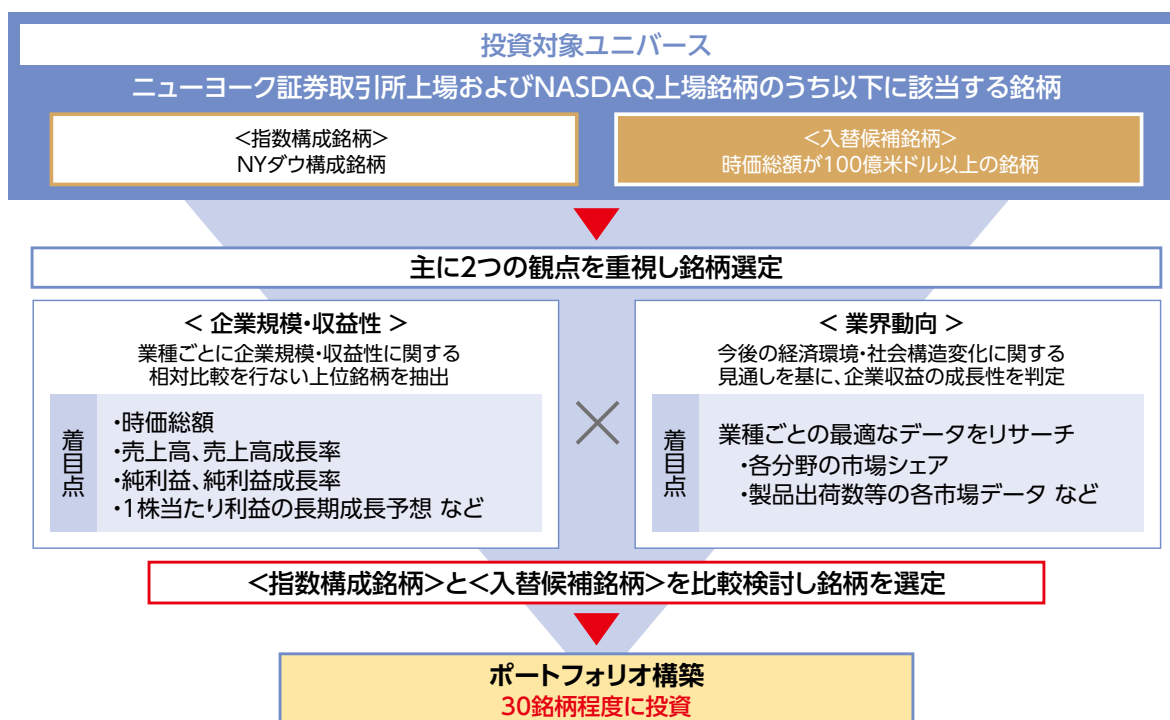 投資対象ユニバース
ニューヨーク証券取引所上場およびNASDAQ上場銘柄のうち以下に該当する銘柄
<指数構成銘柄>
NYダウ構成銘柄
<入替候補銘柄>
時価総額が100億米ドル以上の銘柄
主に2つの観点を重視し銘柄選定
< 企業規模・収益性 >
業種ごとに企業規模・収益性に関する
相対比較を行ない上位銘柄を抽出
着目点
・時価総額
・売上高、売上高成長率
・純利益、純利益成長率
・1株当たり利益の長期成長予想 など
< 業界動向 >
今後の経済環境・社会構造変化に関する
見通しを基に、企業収益の成長性を判定
着目点
業種ごとの最適なデータをリサーチ
・各分野の市場シェア
・製品出荷数等の各市場データ など
<指数構成銘柄>と<入替候補銘柄>を比較検討し銘柄を選定
ポートフォリオ構築
30銘柄程度に投資